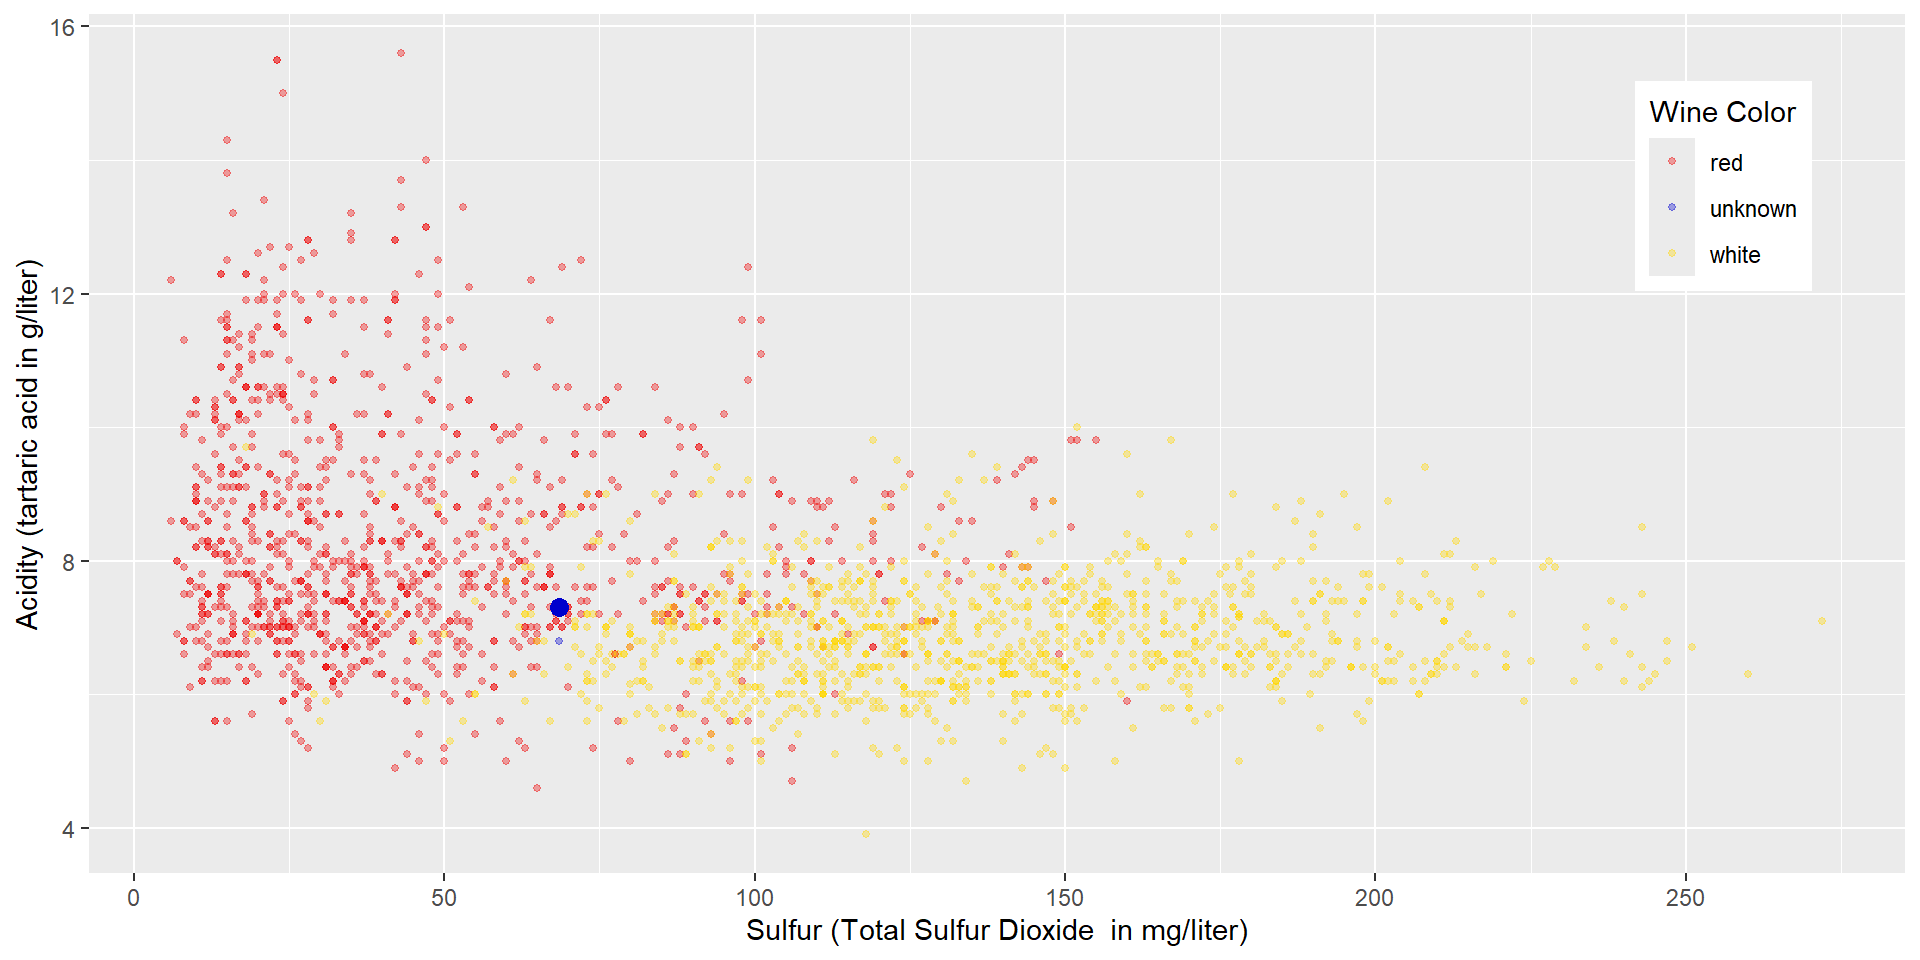 16
12
8
4
Acidity (tartaric acid in g/liter)
Wine Color
red
unknown
white
0 50 100 150 200 250
Sulfur (Total Sulfur Dioxide  in mg/liter)